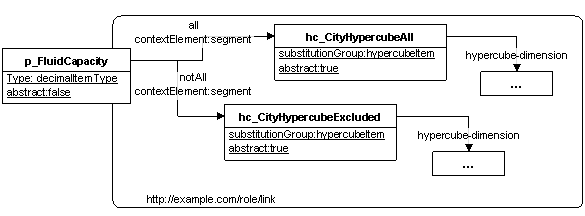 all
contextElement:segment
hc_CityHypercubeAll
substitutionGroup:hypercubeItem
abstract:true
hypercube-dimension
...
p_FluidCapacity
Type: decimalItemType
abstract:false
notAll
contextElement:segment
hc_CityHypercubeExcluded
substitutionGroup:hypercubeItem
abstract:true
hypercube-dimension
...
http://example.com/role/link